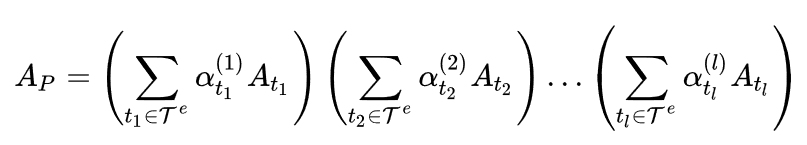 $A_P = \left( \sum_{t_1 \in \mathcal{T}^e} \alpha_{t_1}^{(1)} A_{t_1} \right) \left( \sum_{t_2 \in \mathcal{T}^e} \alpha_{t_2}^{(2)} A_{t_2} \right) \dots \left( \sum_{t_l \in \mathcal{T}^e} \alpha_{t_l}^{(l)} A_{t_l} \right)$